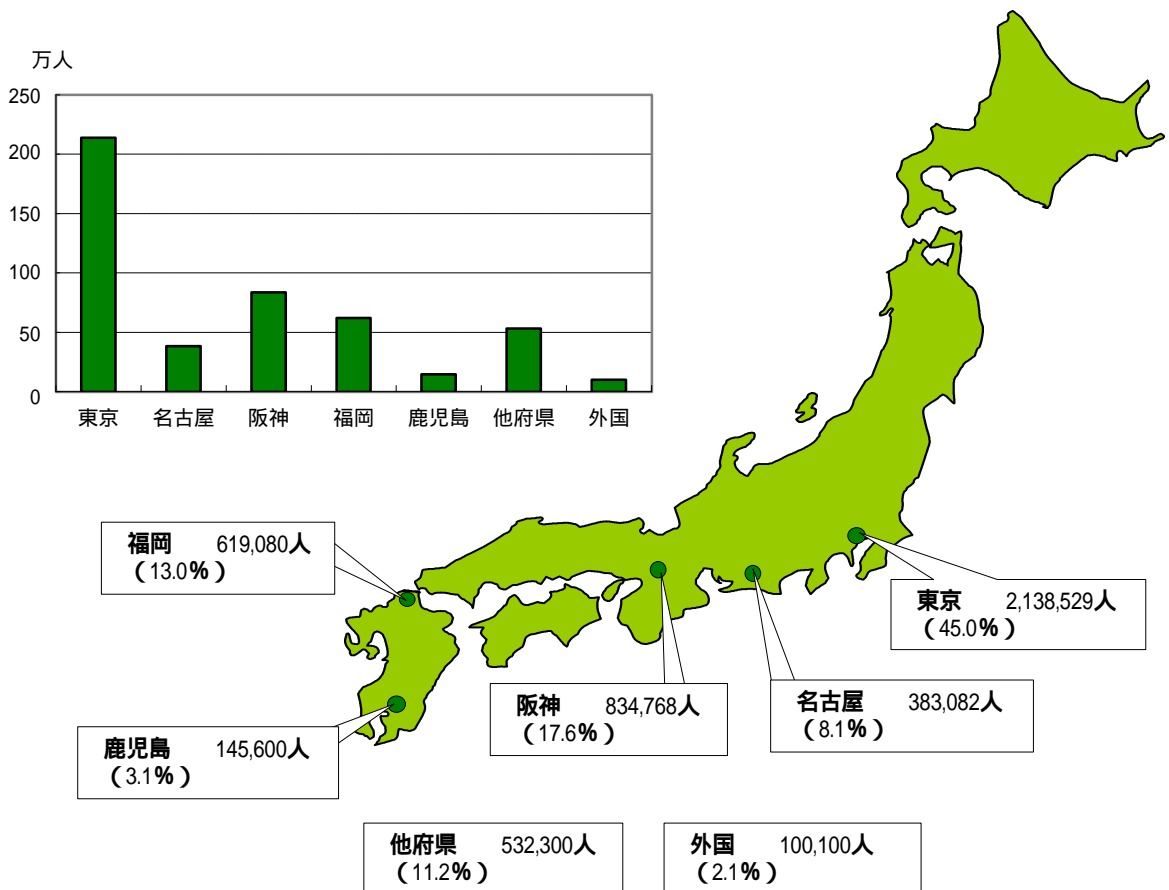 万人
250
200
150
100
50
0
東京 名古屋 阪神 福岡 鹿児島 他府県 外国
福岡 619,080人
（13.0％）
東京 2,138,529人
（45.0％）
阪神 834,768人
（17.6％）
名古屋 383,082人
（8.1％）
鹿児島 145,600人
（3.1％）
他府県 532,300人
（11.2％）
外国 100,100人
（2.1％）